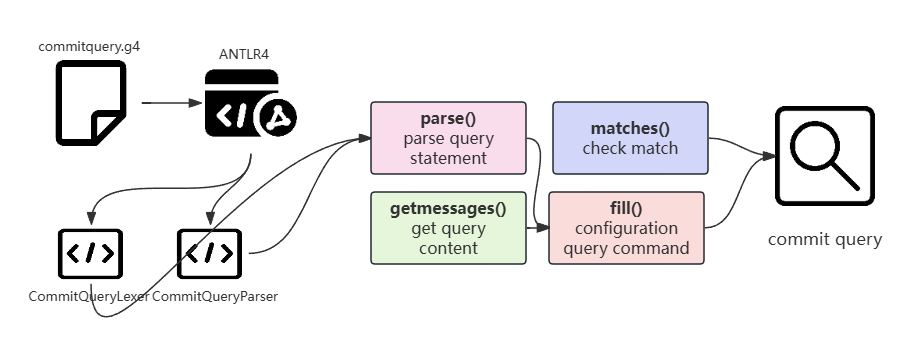 commitquery.g4
ANTLR4
parse()
parse query
statement
matches()
check match
getmessages()
get query
content
fill()
configuration
query command
commit query
CommitQueryLexer
CommitQueryParser